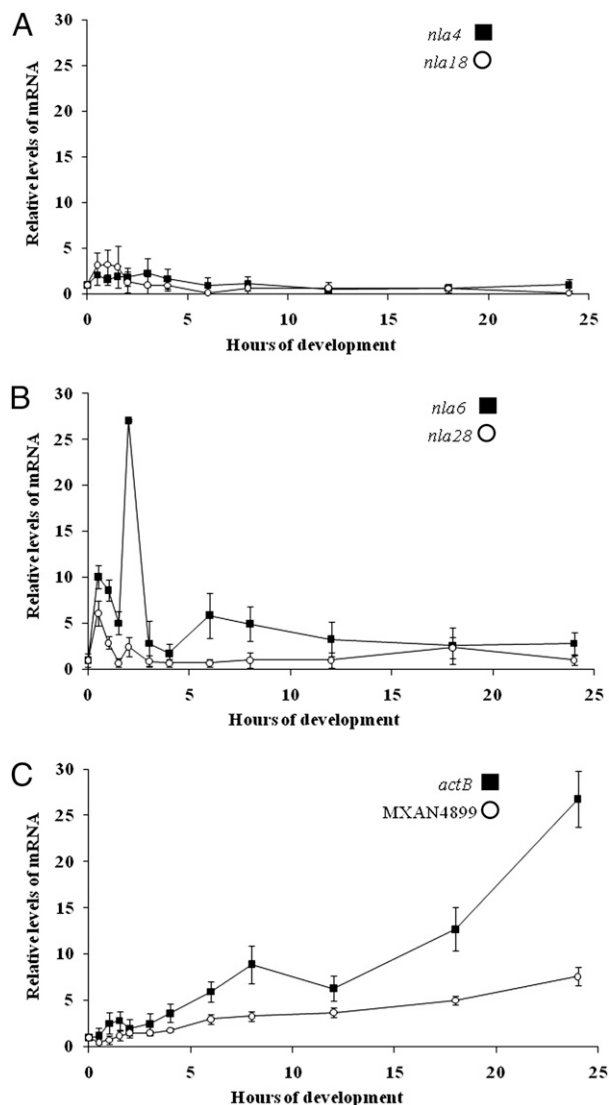 A
Relative levels of mRNA
30
25
20
15
10
5
0
nla4
nla18
0 5 10 15 20 25
Hours of development
B
Relative levels of mRNA
30
25
20
15
10
5
0
nla6
nla28
0 5 10 15 20 25
Hours of development
C
Relative levels of mRNA
30
25
20
15
10
5
0
actB
MXAN4899
0 5 10 15 20 25
Hours of development